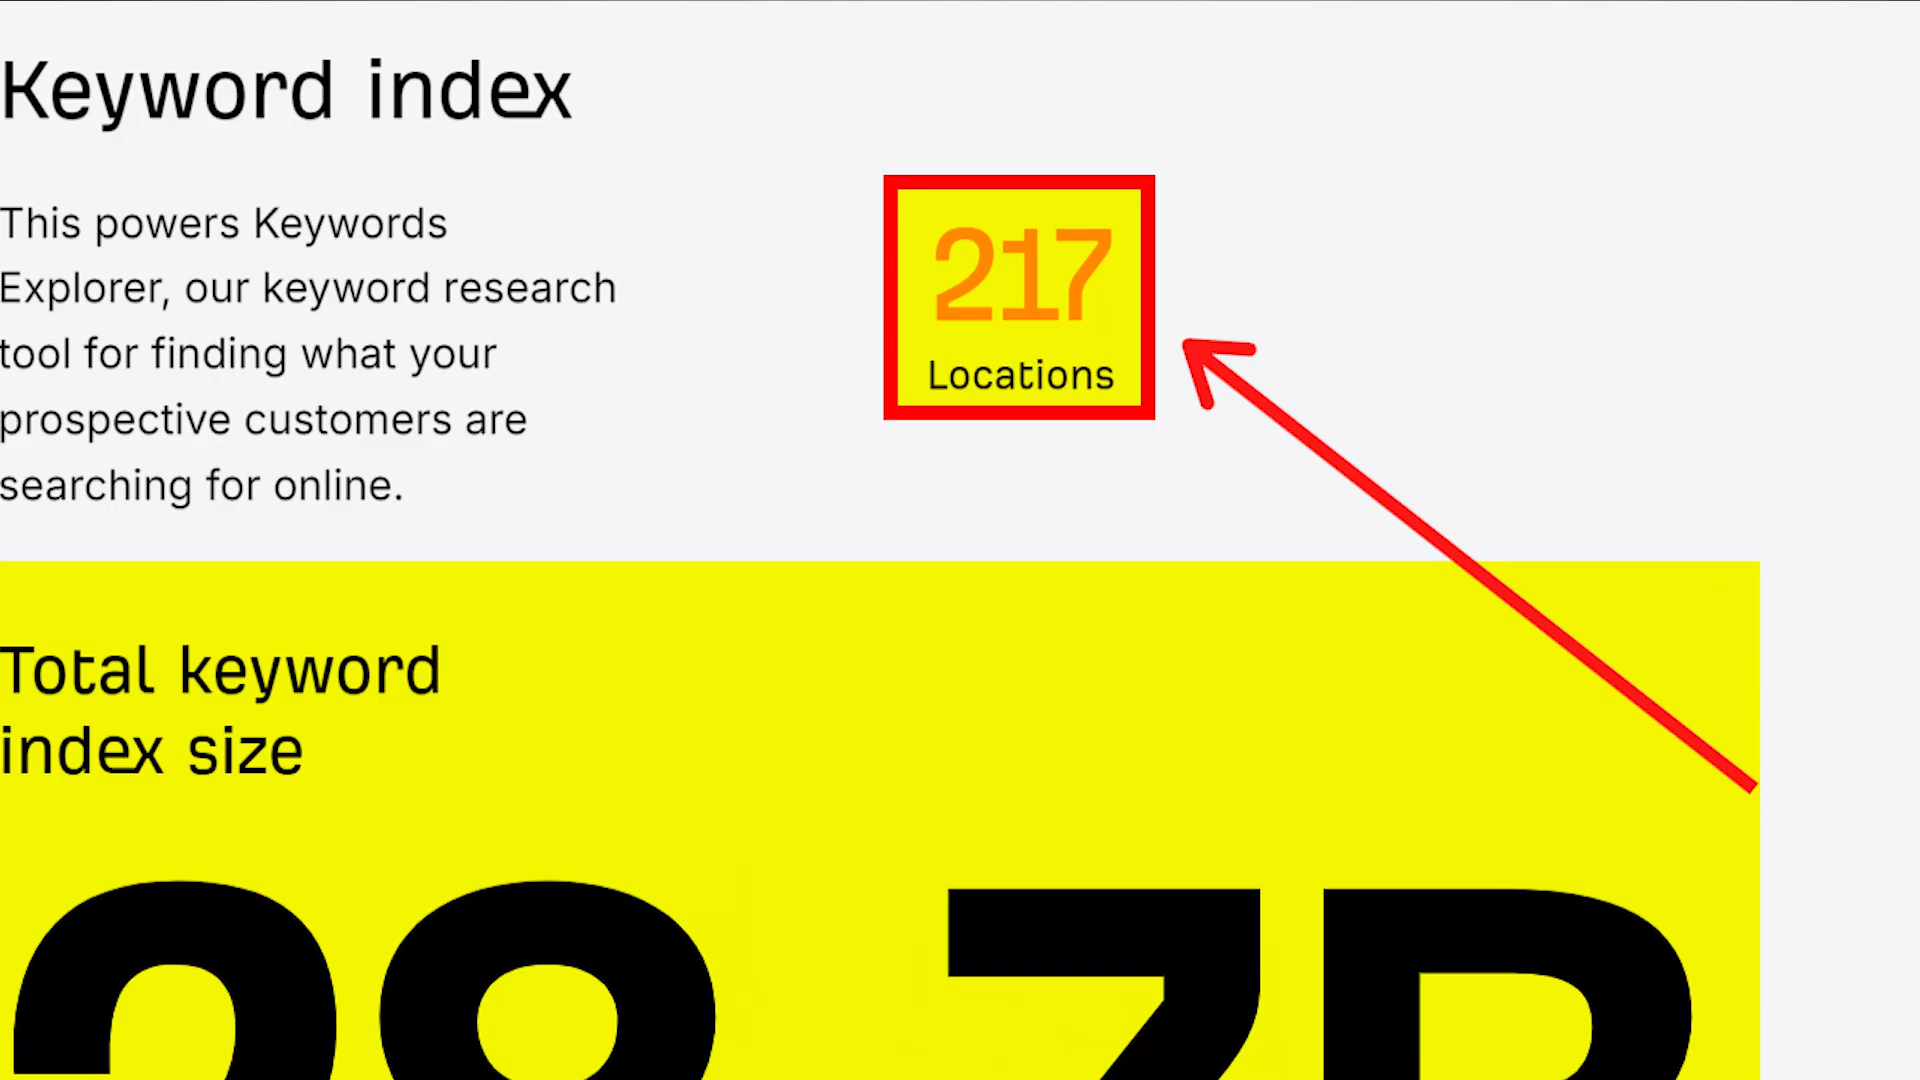 Keyword index
This powers Keywords
Explorer, our keyword research
tool for finding what your
prospective customers are
searching for online.
217
Locations
Total keyword
index size